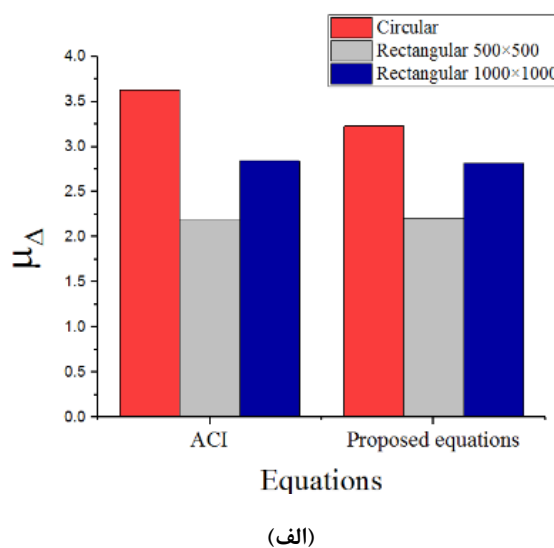 Circular
Rectangular 500×500
Rectangular 1000×1000
4.0
3.5
3.0
2.5
2.0
1.5
1.0
0.5
0.0
μΔ
ACI
Proposed equations
Equations
(الف)